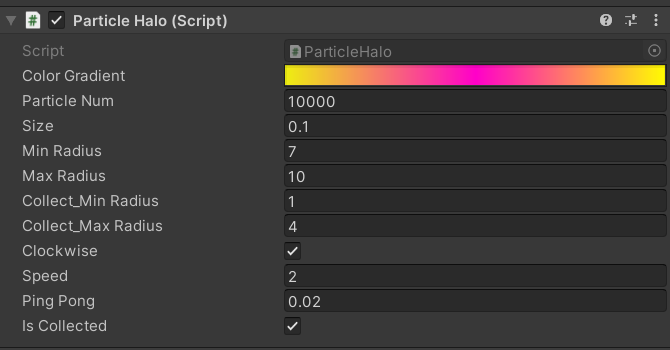 # Particle Halo (Script)
Script # ParticleHalo
Color Gradient
Particle Num 10000
Size 0.1
Min Radius 7
Max Radius 10
Collect_Min Radius 1
Collect_Max Radius 4
Clockwise
Speed 2
Ping Pong 0.02
Is Collected